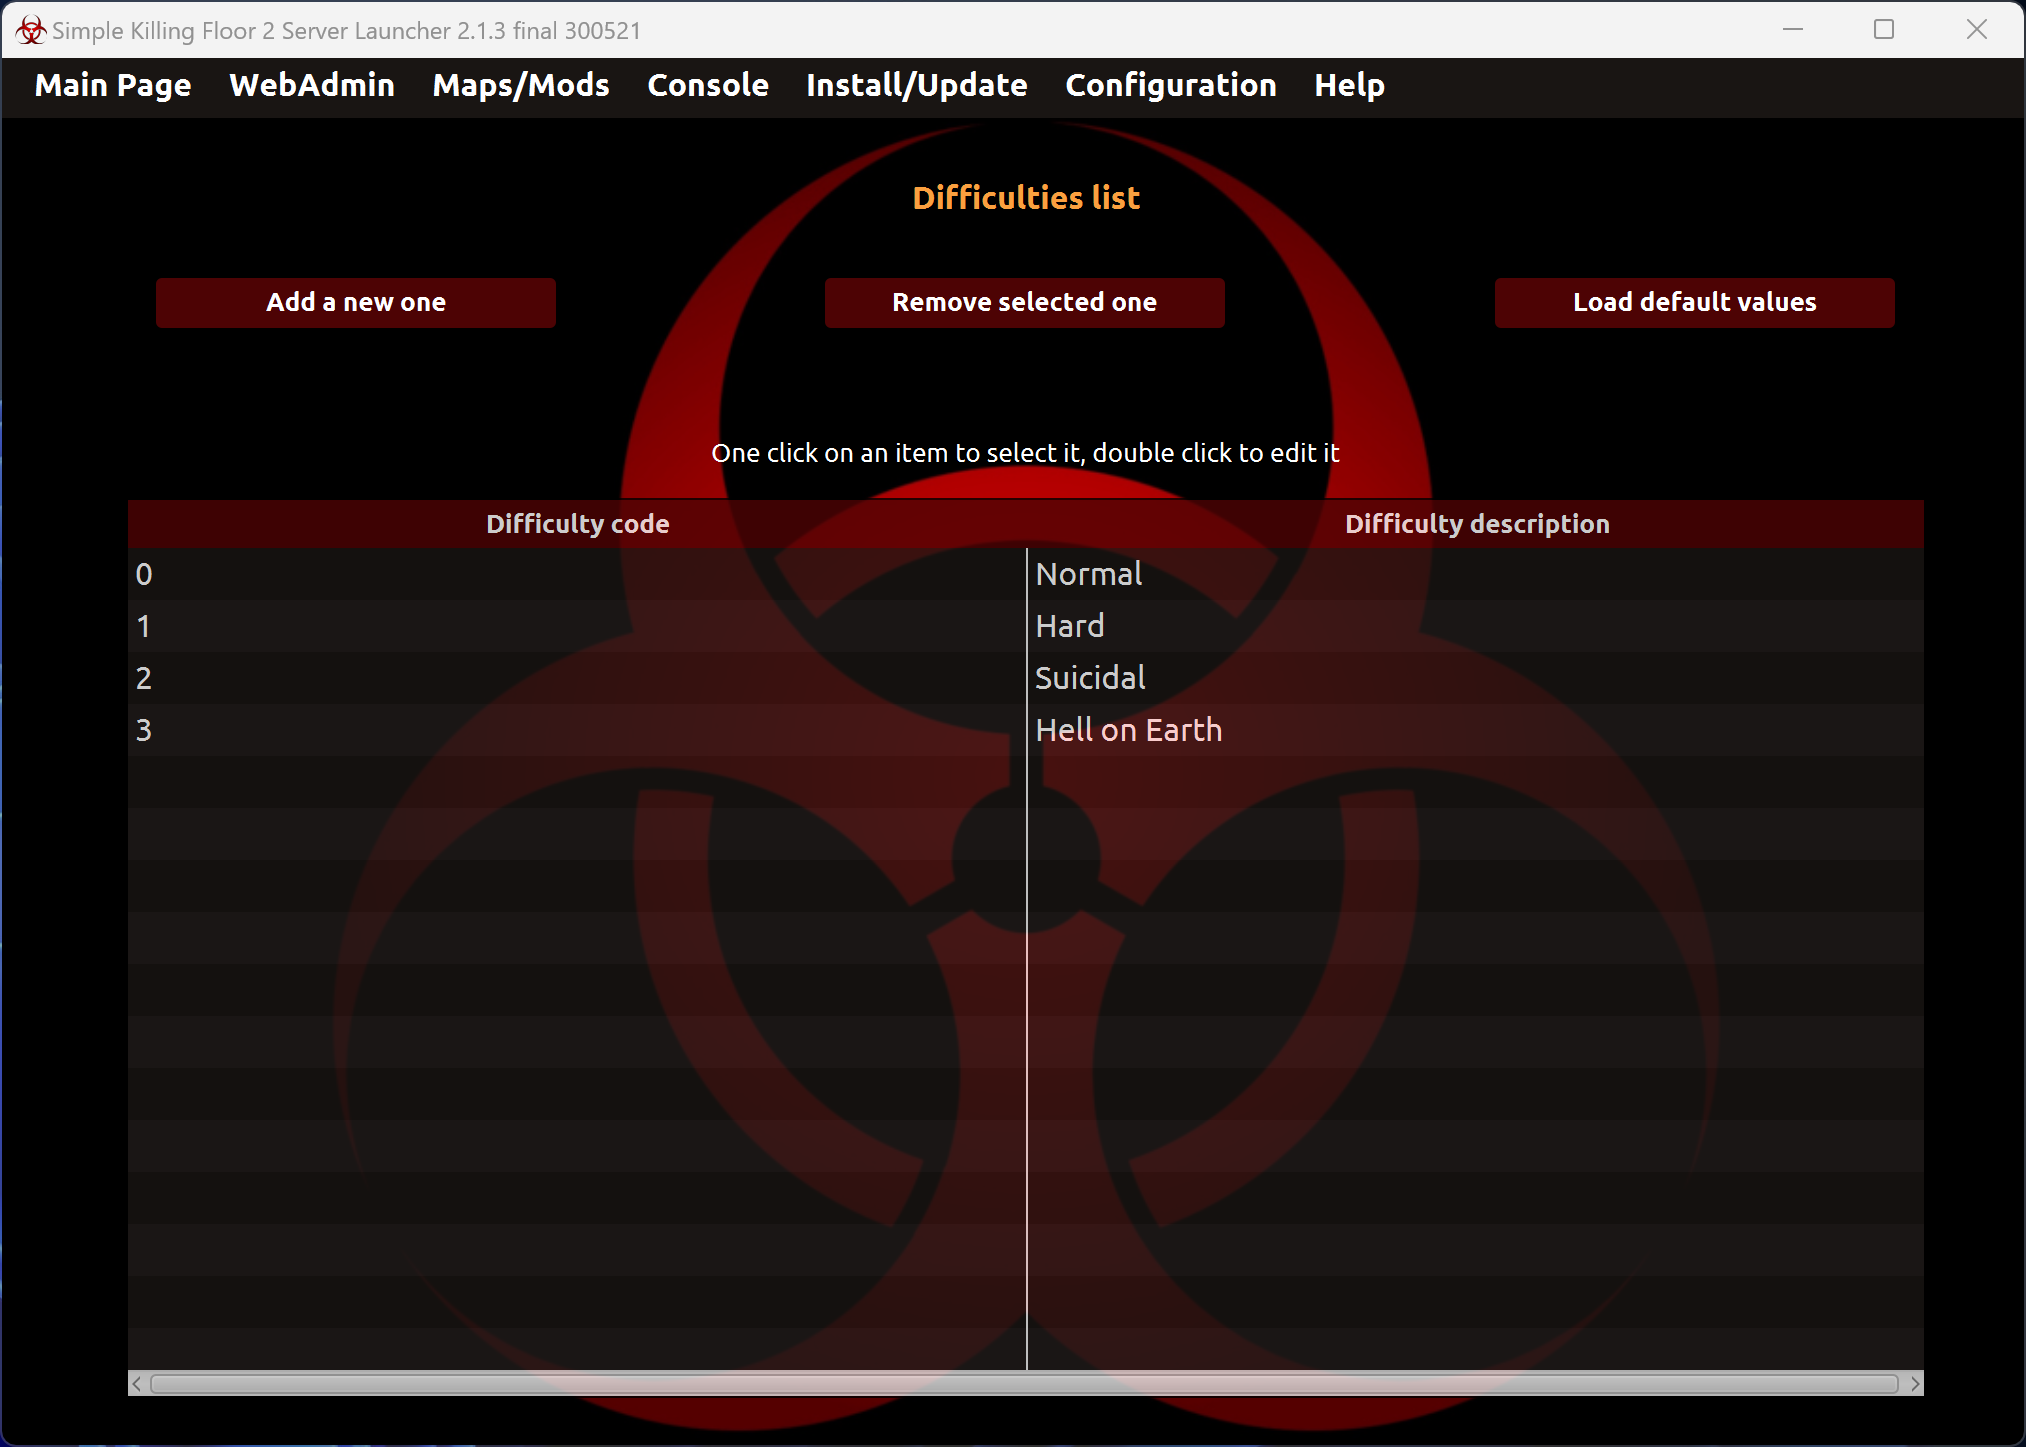 Simple Killing Floor 2 Server Launcher 2.1.3 final 300521
Main Page WebAdmin Maps/Mods Console Install/Update Configuration Help
Difficulties list
Add a new one Remove selected one Load default values
One click on an item to select it, double click to edit it
Difficulty code Difficulty description
0 Normal
1 Hard
2 Suicidal
3 Hell on Earth